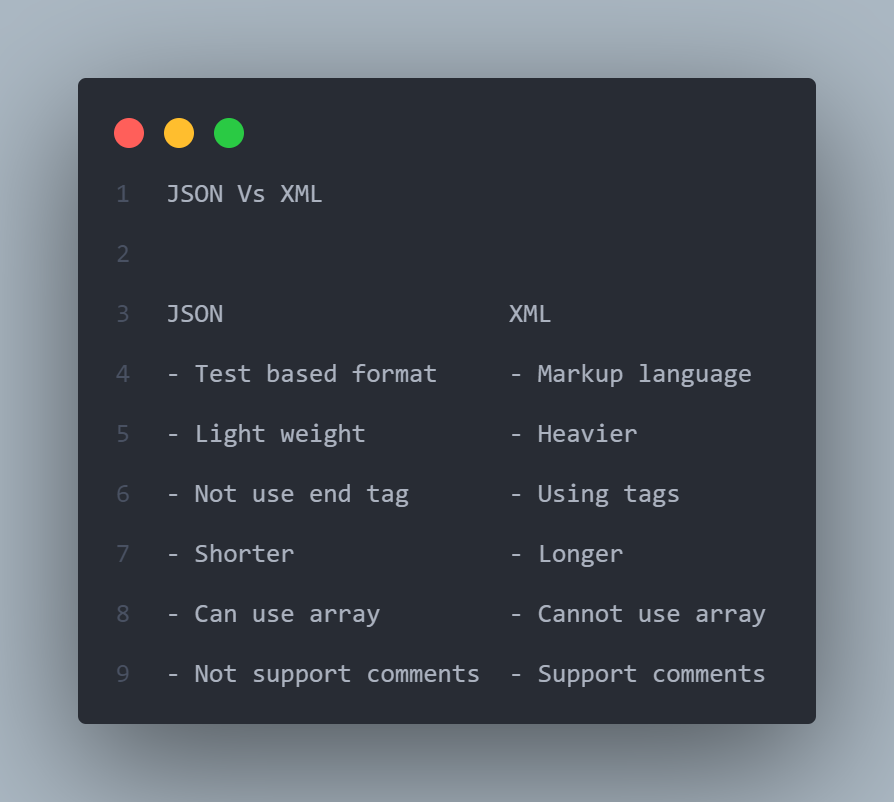 1 JSON Vs XML
2
3 JSON XML
4 - Test based format - Markup language
5 - Light weight - Heavier
6 - Not use end tag - Using tags
7 - Shorter - Longer
8 - Can use array - Cannot use array
9 - Not support comments - Support comments